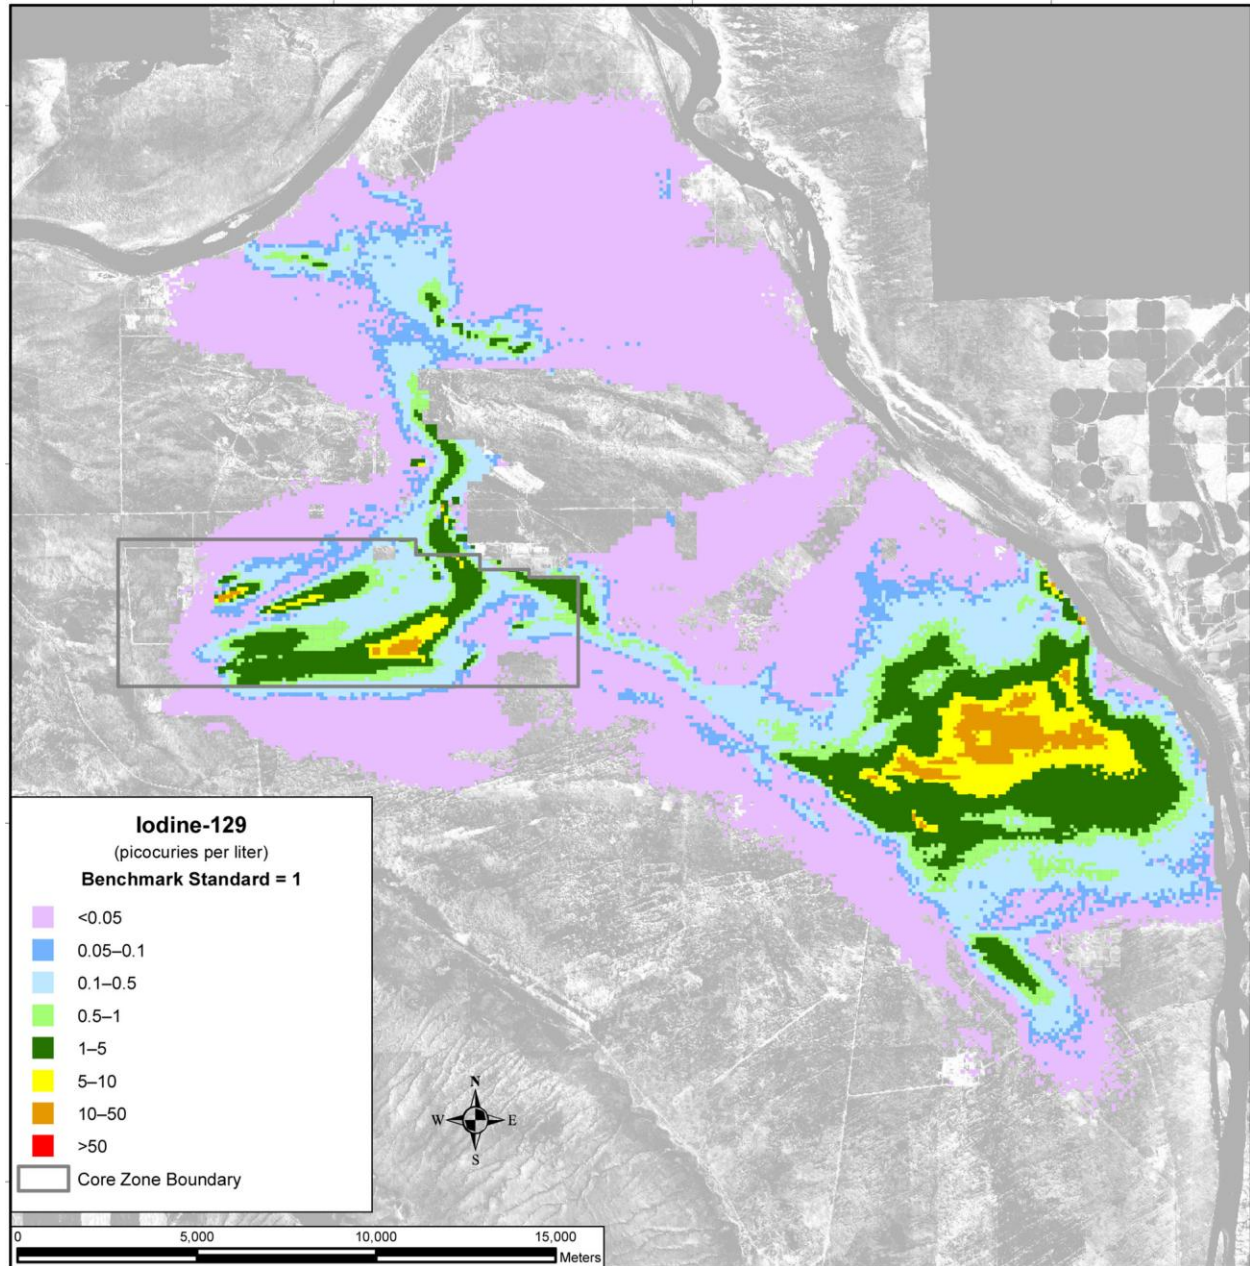 Iodine-129
(picocuries per liter)
Benchmark Standard = 1
<0.05
0.05–0.1
0.1–0.5
0.5–1
1–5
5–10
10–50
>50
Core Zone Boundary
N
W E
S
0 5,000 10,000 15,000
Meters